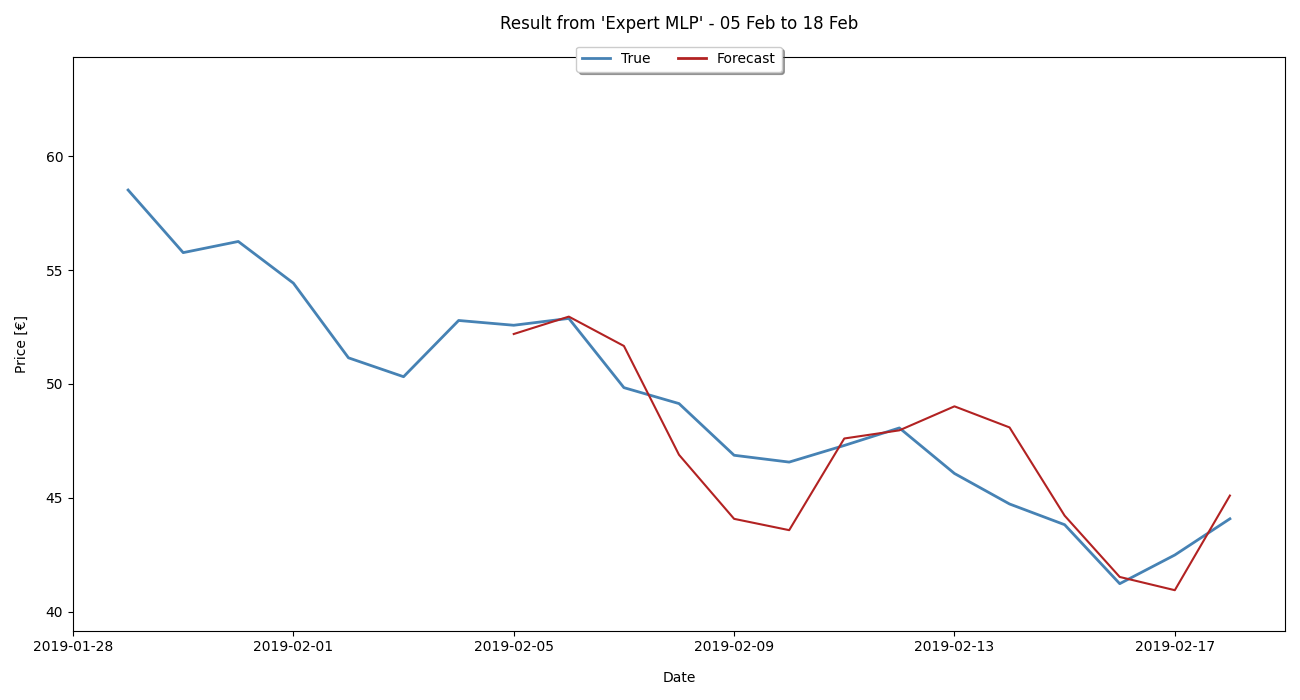 Result from 'Expert MLP' - 05 Feb to 18 Feb
True Forecast
60
55
50
45
40
Price [€]
2019-01-28 2019-02-01 2019-02-05 2019-02-09 2019-02-13 2019-02-17
Date